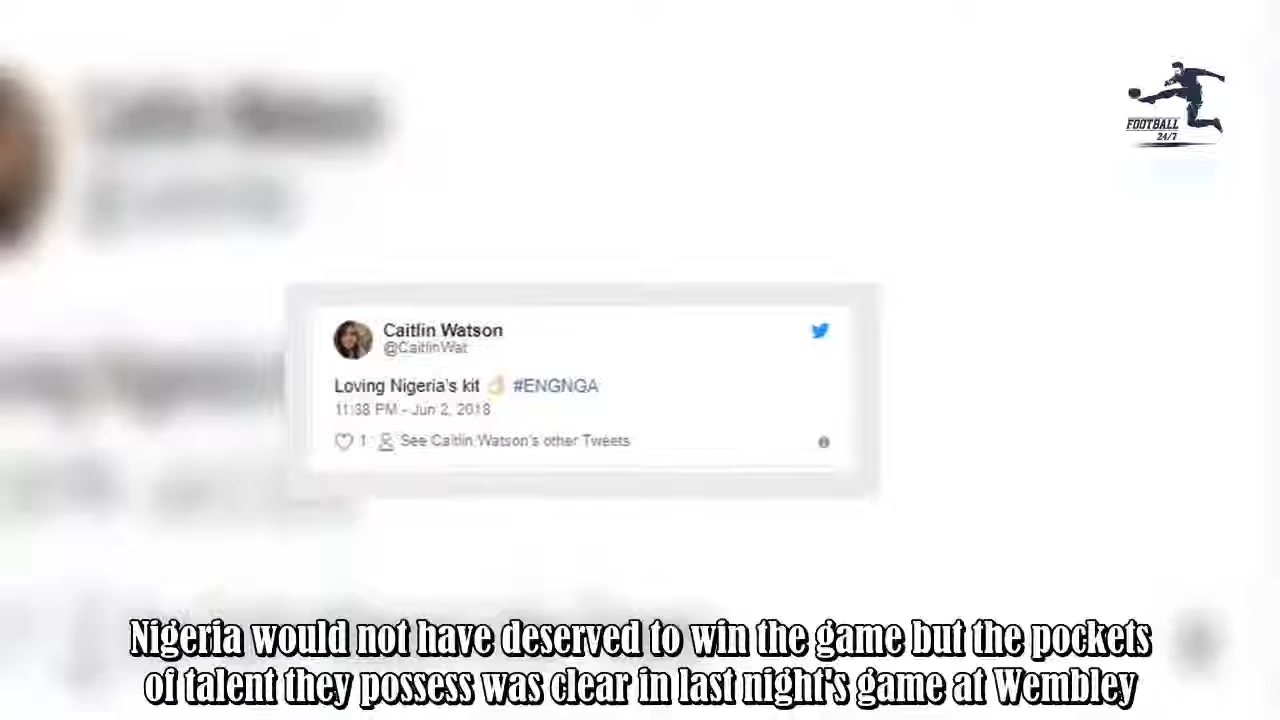 FOOTBALL
24/7
Caitlin Watson
@CaitlinWat
Loving Nigeria's kit 👌 #ENGNGA
11:38 PM - Jun 2, 2018
1 See Caitlin Watson's other Tweets
Nigeria would not have deserved to win the game but the pockets
of talent they possess was clear in last night's game at Wembley